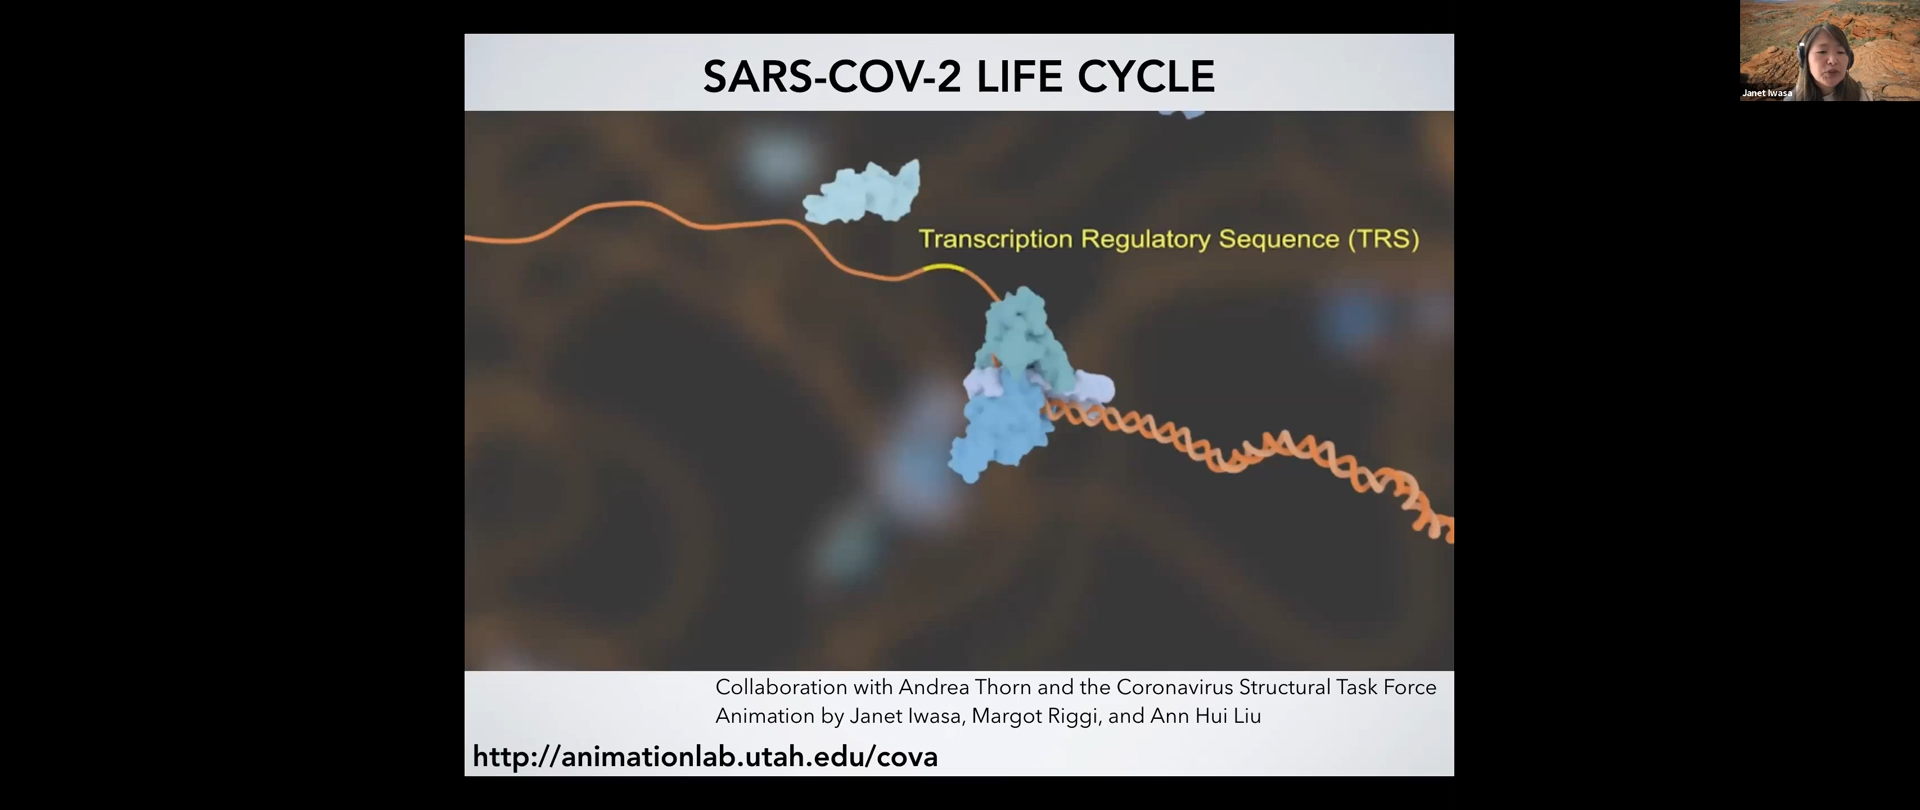 SARS-COV-2 LIFE CYCLE
Transcription Regulatory Sequence (TRS)
Collaboration with Andrea Thorn and the Coronavirus Structural Task Force
Animation by Janet Iwasa, Margot Riggi, and Ann Hui Liu
http://animationlab.utah.edu/cova
Janet Iwasa